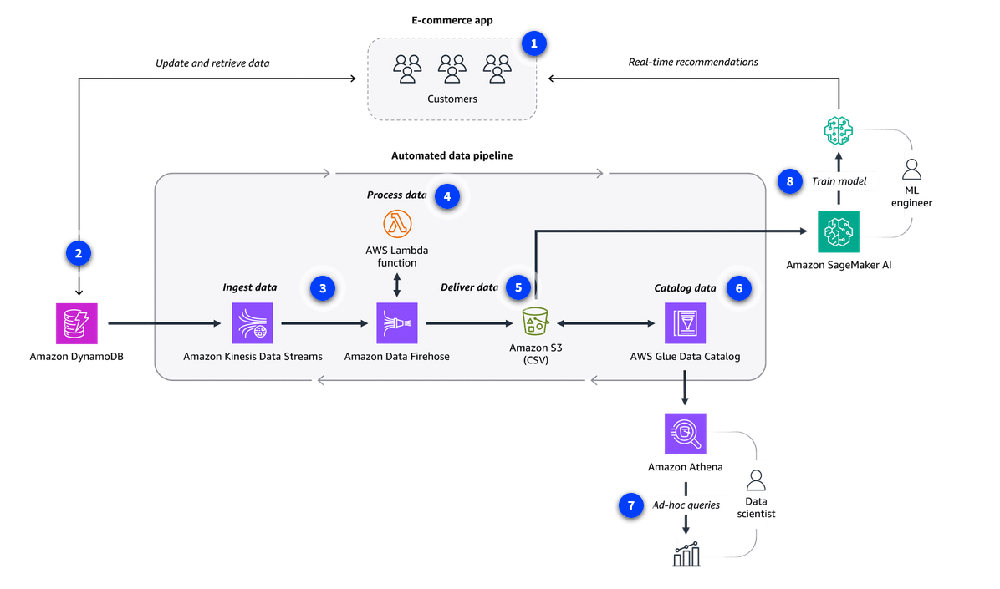 E-commerce app
1
Update and retrieve data
Real-time recommendations
Customers
Automated data pipeline
Process data
4
8
Train model
ML
engineer
AWS Lambda
function
2
Amazon SageMaker AI
Ingest data
3
Deliver data
5
Catalog data
6
Amazon DynamoDB
Amazon Kinesis Data Streams
Amazon Data Firehose
Amazon S3
(CSV)
AWS Glue Data Catalog
Amazon Athena
7
Ad-hoc queries
Data
scientist